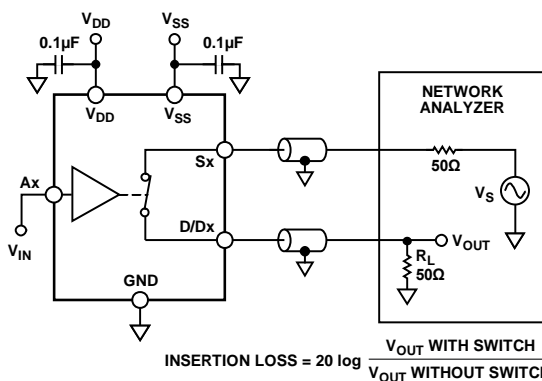 VDD
VSS
0.1µF
0.1µF
VDD
VSS
NETWORK
ANALYZER
Sx
50Ω
Ax
VS
D/Dx
VOUT
VIN
RL
50Ω
GND
INSERTION LOSS = 20 log VOUT WITH SWITCH
VOUT WITHOUT SWITCH